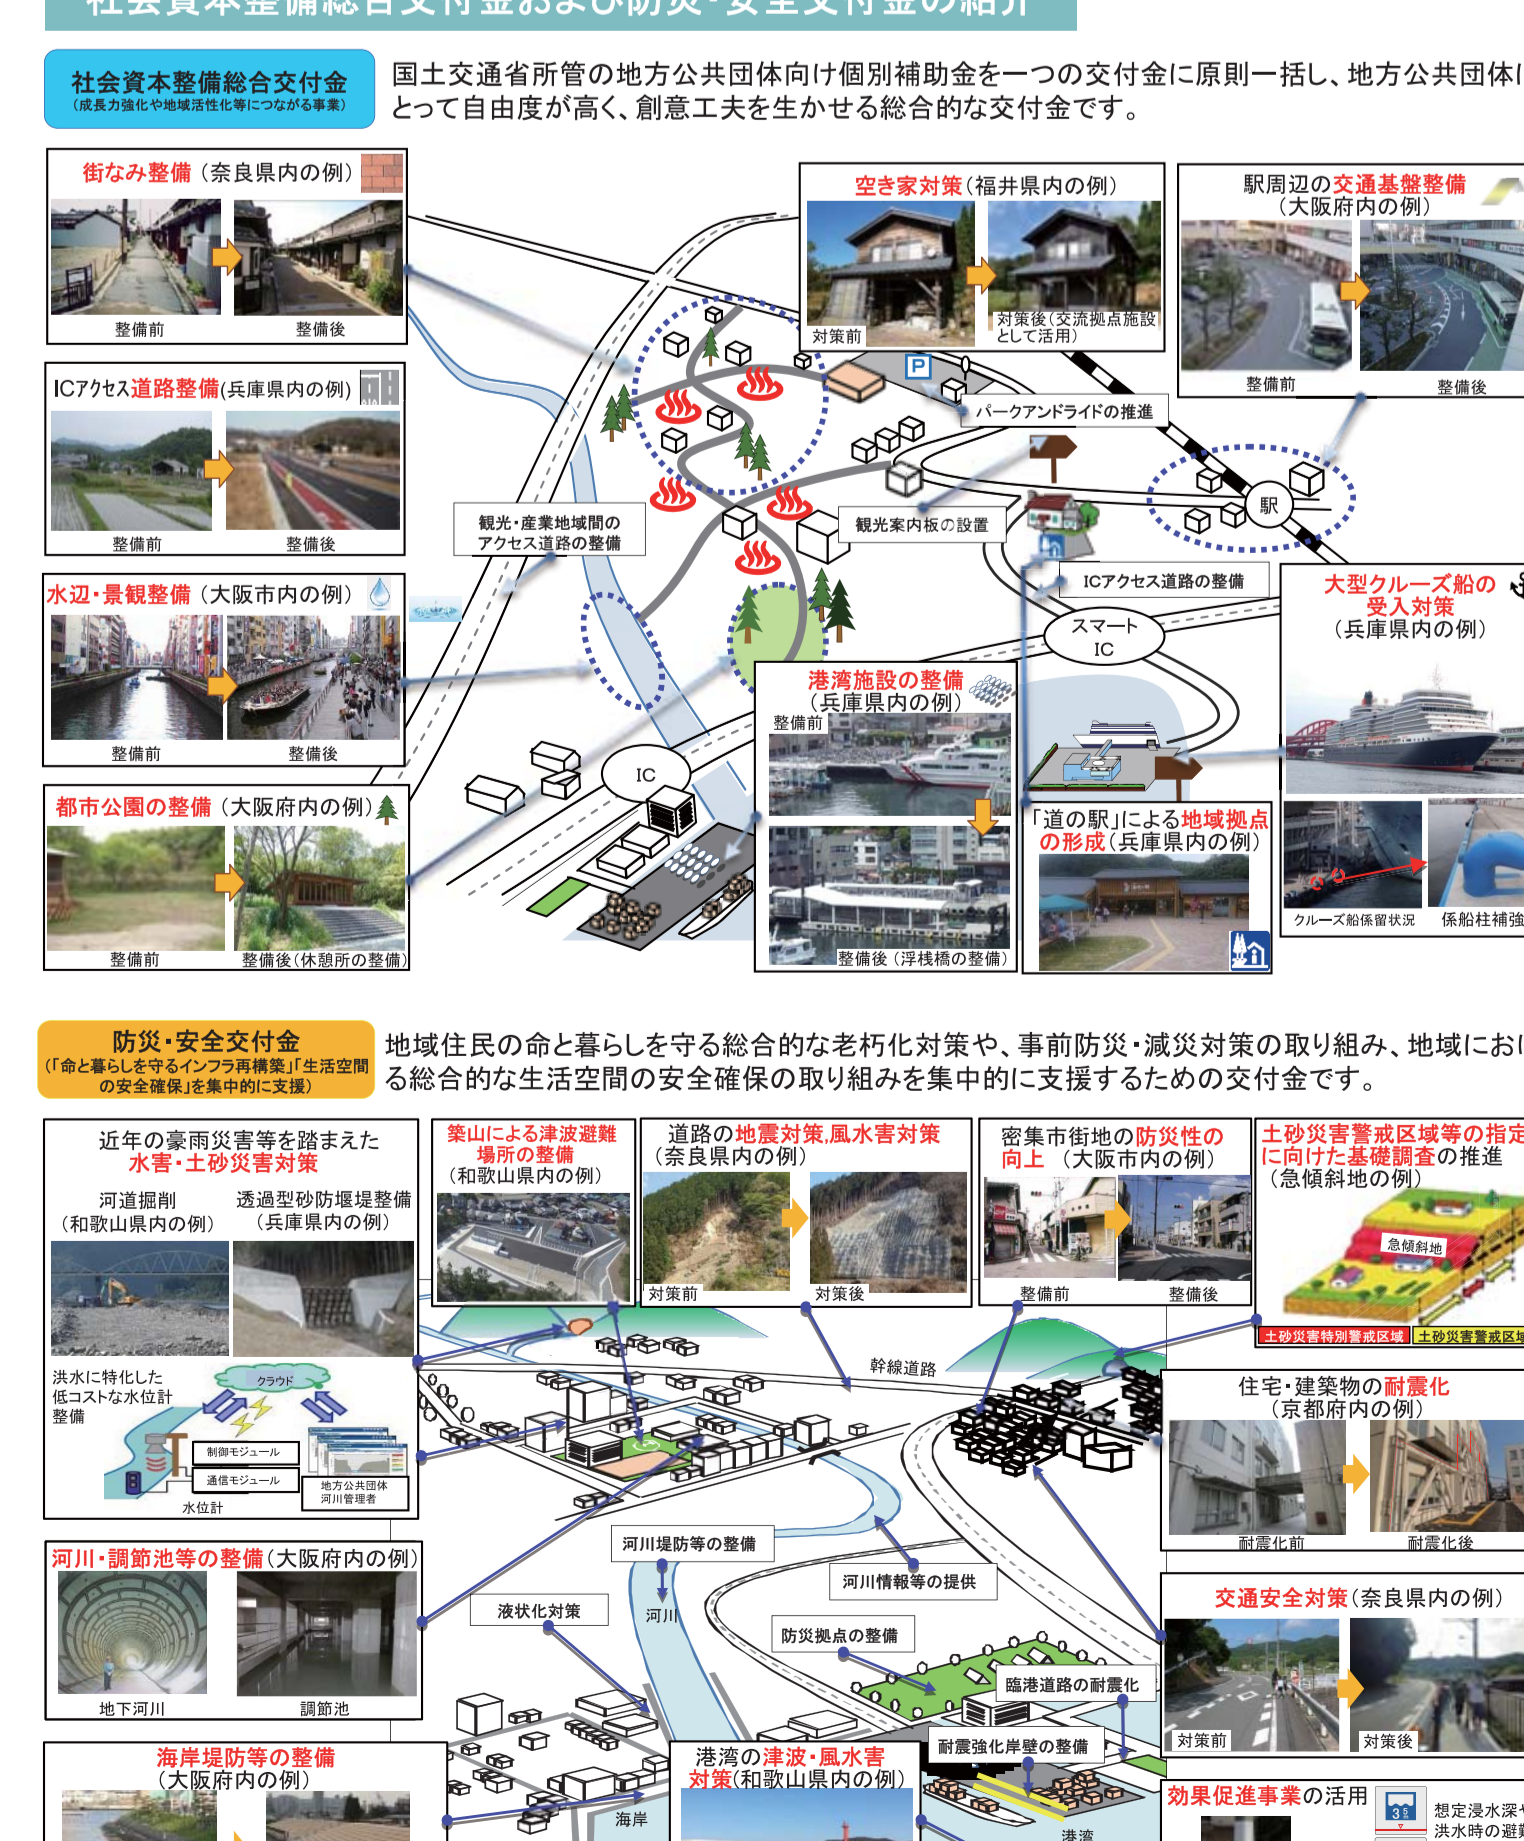 社会資本整備総合交付金および防災・安全交付金の紹介
社会資本整備総合交付金
（成長力強化や地域活性化等につながる事業）
国土交通省所管の地方公共団体向け個別補助金を一つの交付金に原則一括し、地方公共団体に
とって自由度が高く、創意工夫を生かせる総合的な交付金です。
街なみ整備（奈良県内の例）
整備前
整備後
ICアクセス道路整備(兵庫県内の例)
整備前
整備後
水辺・景観整備（大阪市内の例）
整備前
整備後
都市公園の整備（大阪府内の例）
整備前
整備後（休憩所の整備）
空き家対策（福井県内の例）
対策前
対策後（交流拠点施設
として活用）
駅周辺の交通基盤整備
（大阪府内の例）
整備前
整備後
P
パークアンドライドの推進
観光案内板の設置
駅
観光・産業地域間の
アクセス道路の整備
ICアクセス道路の整備
スマート
IC
IC
港湾施設の整備
（兵庫県内の例）
整備前
整備後（浮桟橋の整備）
「道の駅」による地域拠点
の形成（兵庫県内の例）
大型クルーズ船の
受入対策
（兵庫県内の例）
クルーズ船係留状況
係船柱補強
防災・安全交付金
（「命と暮らしを守るインフラ再構築」「生活空間
の安全確保」を集中的に支援）
地域住民の命と暮らしを守る総合的な老朽化対策や、事前防災・減災対策の取り組み、地域におけ
る総合的な生活空間の安全確保の取り組みを集中的に支援するための交付金です。
近年の豪雨災害等を踏まえた
水害・土砂災害対策
河道掘削
（和歌山県内の例）
透過型砂防堰堤整備
（兵庫県内の例）
洪水に特化した
低コストな水位計
整備
クラウド
制御モジュール
通信モジュール
水位計
地方公共団体
河川管理者
築山による津波避難
場所の整備
（和歌山県内の例）
道路の地震対策,風水害対策
（奈良県内の例）
対策前
対策後
密集市街地の防災性の
向上（大阪市内の例）
整備前
整備後
土砂災害警戒区域等の指定
に向けた基礎調査の推進
（急傾斜地の例）
急傾斜地
土砂災害特別警戒区域
土砂災害警戒区域
幹線道路
住宅・建築物の耐震化
（京都府内の例）
耐震化前
耐震化後
河川・調節池等の整備（大阪府内の例）
地下河川
調節池
河川堤防等の整備
河川
河川情報等の提供
液状化対策
防災拠点の整備
臨港道路の耐震化
耐震強化岸壁の整備
交通安全対策（奈良県内の例）
対策前
対策後
海岸堤防等の整備
（大阪府内の例）
海岸
港湾の津波・風水害
対策（和歌山県内の例）
港湾
効果促進事業の活用
想定浸水深や
洪水時の避難